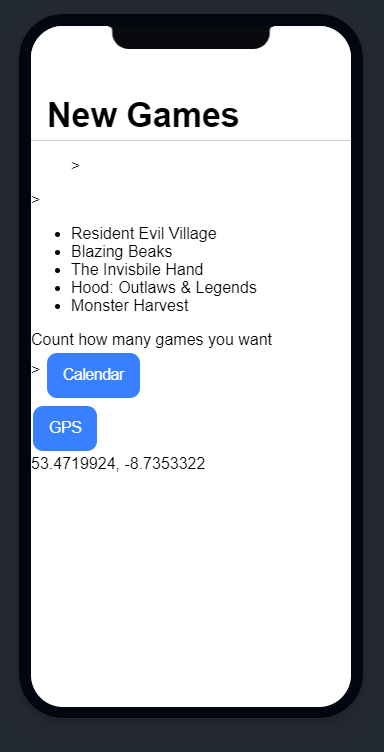 New Games
>
>
Resident Evil Village
Blazing Beaks
The Invisbile Hand
Hood: Outlaws & Legends
Monster Harvest
Count how many games you want
> Calendar
GPS
53.4719924, -8.7353322